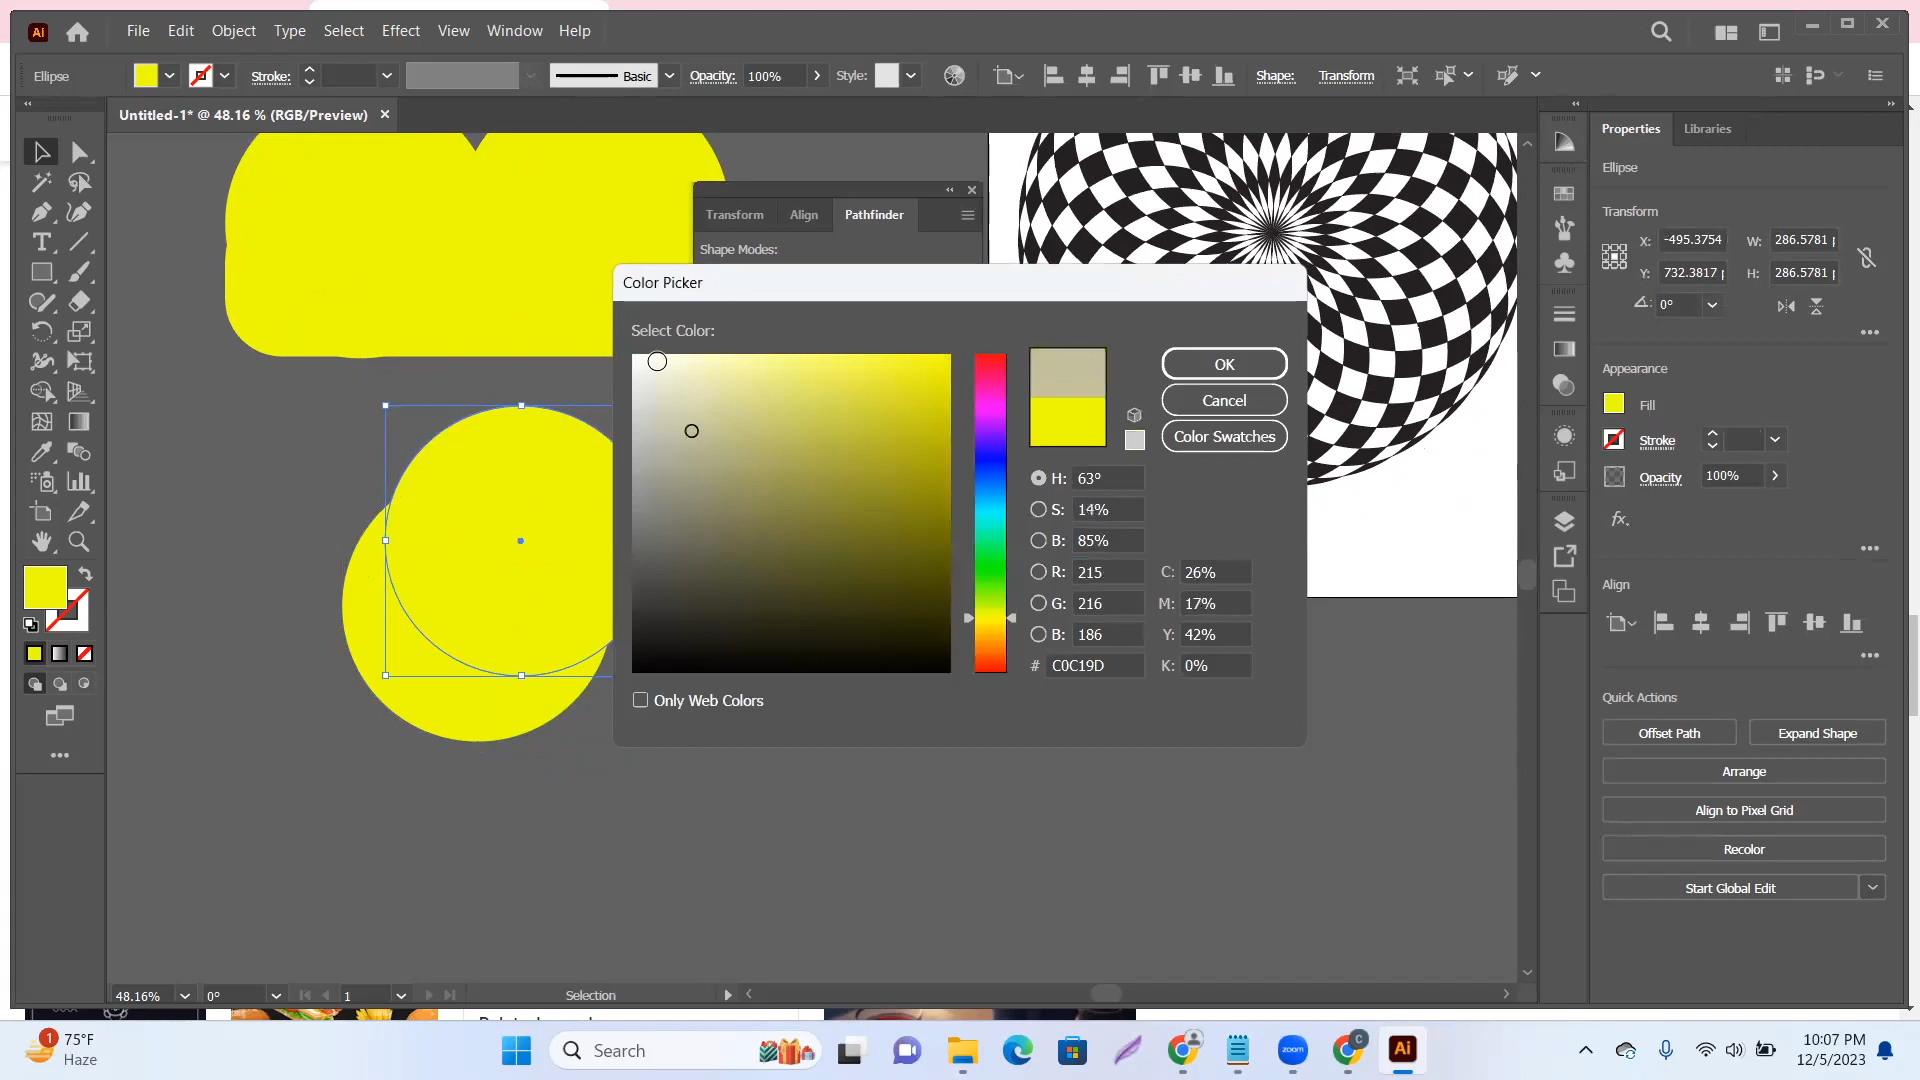 Ai File Edit Object Type Select Effect View Window Help
Ellipse Stroke: Basic Opacity: 100% Style: Shape: Transform
Untitled-1* @ 48.16 % (RGB/Preview) ×
Properties Libraries
Ellipse
Transform
X: -495.3754 W: 286.5781
Y: 732.3817 H: 286.5781
0°
Appearance
Fill
Stroke
Opacity 100%
fx.
Align
Quick Actions
Offset Path Expand Shape
Arrange
Align to Pixel Grid
Recolor
Start Global Edit
Transform Align Pathfinder
Shape Modes:
Color Picker
Select Color:
OK
Cancel
Color Swatches
H: 63°
S: 14%
B: 85%
R: 215 C: 26%
G: 216 M: 17%
B: 186 Y: 42%
# C0C19D K: 0%
Only Web Colors
48.16% 0° 1 Selection
1 75°F
Haze
Search
zoom
C
Ai
10:07 PM
12/5/2023